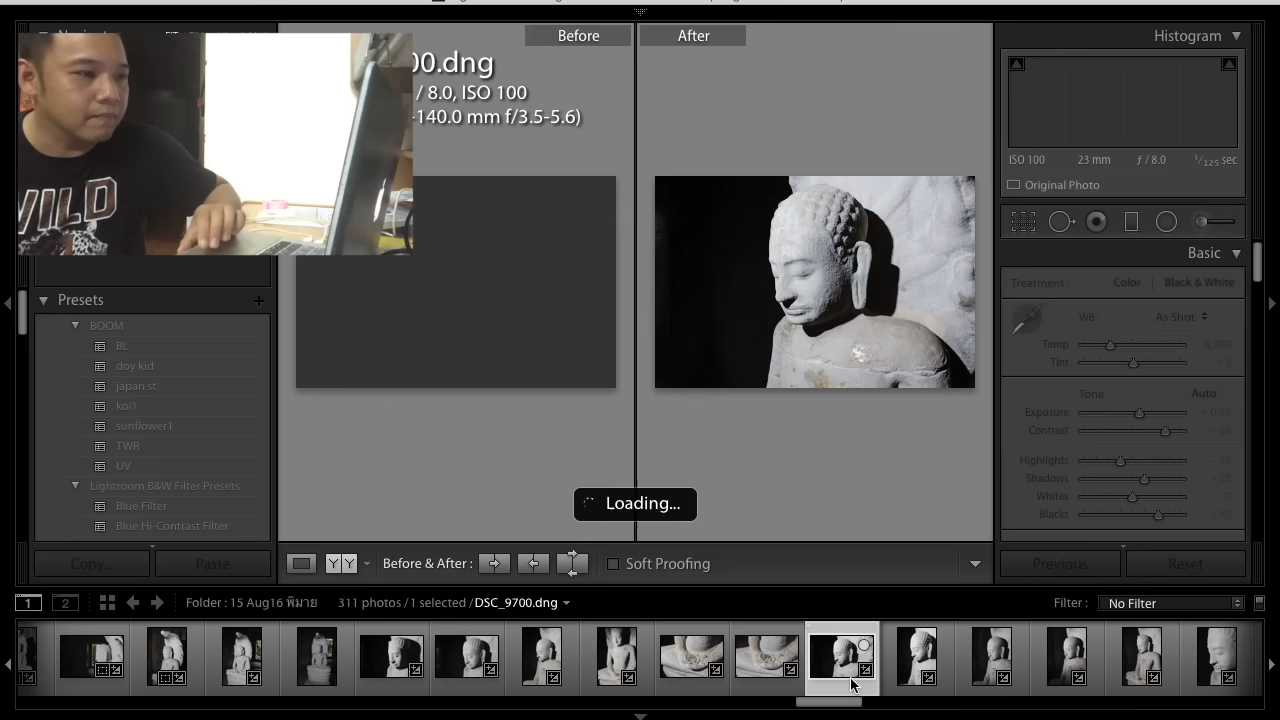 Before
After
Histogram
00.dng
/ 8.0, ISO 100
-140.0 mm f/3.5-5.6)
ISO 100
23 mm
ƒ / 8.0
1/125 sec
Original Photo
WILD
Basic
Presets
BOOM
BL
doy kid
japan st
koi1
sunflower1
TWR
UV
Lightroom B&W Filter Presets
Blue Filter
Blue Hi-Contrast Filter
Treatment :
Color
Black & White
WB :
As Shot
Temp
Tint
Tone
Auto
Exposure
Contrast
Highlights
Shadows
Whites
0
Blacks
Loading...
Copy...
Paste
YY
Before & After :
Soft Proofing
Previous
Reset
1
2
Folder : 15 Aug16 พิมาย
311 photos / 1 selected / DSC_9700.dng
Filter :
No Filter